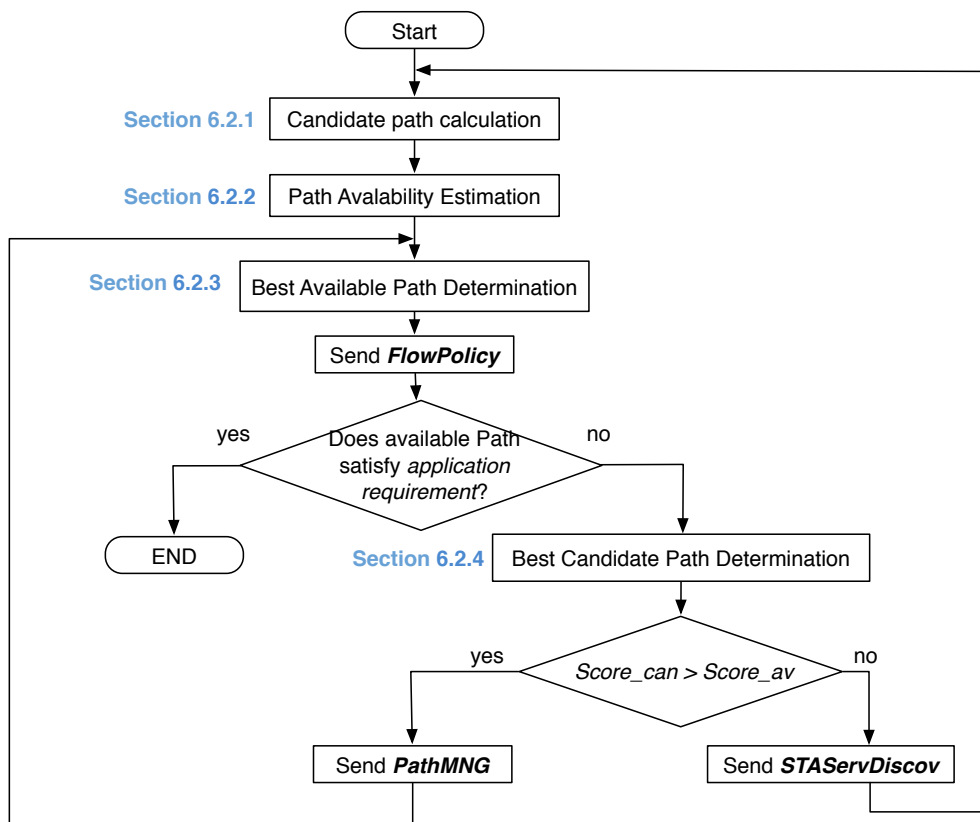 Start
Section 6.2.1
Candidate path calculation
Section 6.2.2
Path Avalability Estimation
Section 6.2.3
Best Available Path Determination
Send FlowPolicy
yes
no
Does available Path
satisfy application
requirement?
END
Section 6.2.4
Best Candidate Path Determination
yes
no
Score_can > Score_av
Send PathMNG
Send STAServDiscov